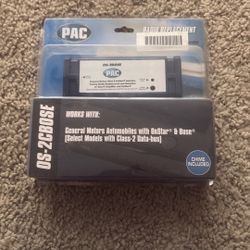 PAC
RADIO REPLACEMENT
OS-2CBOSE
PAC
OS-2CBOSE
WORKS WITH:
General Motors Automobiles with OnStar® & Bose®
[Select Models with Class-2 Data-bus]
CHIME
INCLUDED